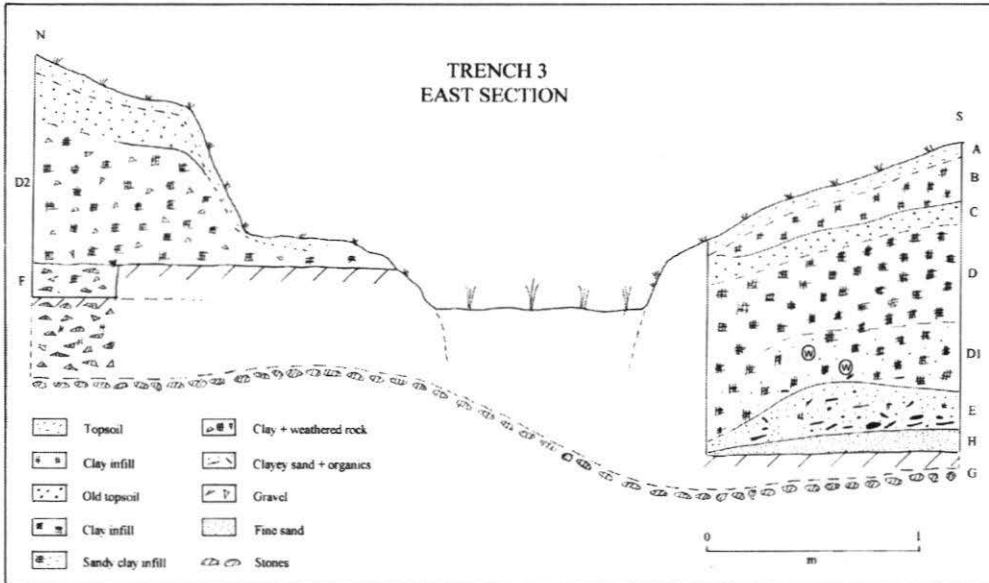 N
TRENCH 3
EAST SECTION
S
A
B
C
D2
D
F
W
W
D1
E
H
G
Topsoil
Clay infill
Old topsoil
Clay infill
Sandy clay infill
Clay + weathered rock
Clayey sand + organics
Gravel
Fine sand
Stones
0
1
m